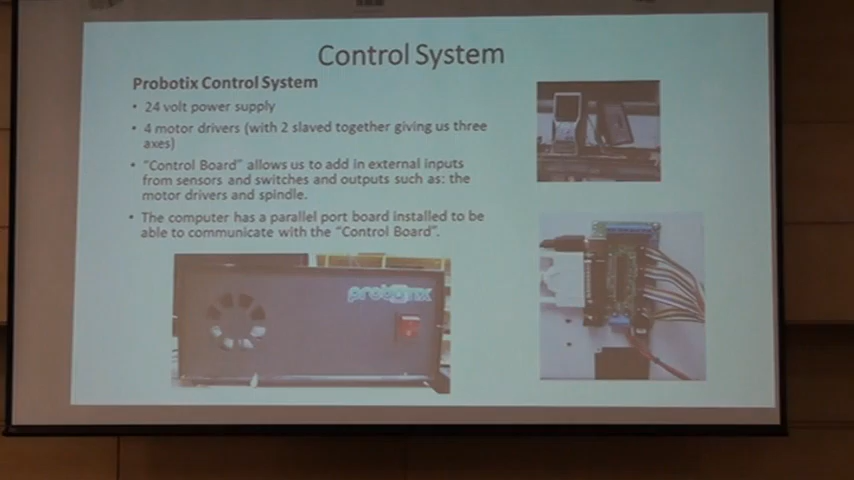 Control System
Probotix Control System
• 24 volt power supply
• 4 motor drivers (with 2 slaved together giving us three
axes)
• "Control Board" allows us to add in external inputs
from sensors and switches and outputs such as: the
motor drivers and spindle.
• The computer has a parallel port board installed to be
able to communicate with the "Control Board".
probotix